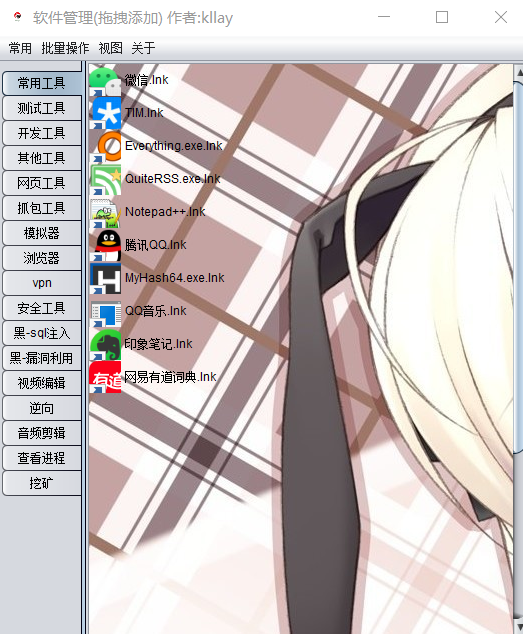 软件管理(拖拽添加) 作者:kllay
常用 批量操作 视图 关于
常用工具
测试工具
开发工具
其他工具
网页工具
抓包工具
模拟器
浏览器
vpn
安全工具
黑-sql注入
黑-漏洞利用
视频编辑
逆向
音频剪辑
查看进程
挖矿
微信.lnk
TIM.lnk
Everything.exe.lnk
QuiteRSS.exe.lnk
Notepad++.lnk
腾讯QQ.lnk
MyHash64.exe.lnk
QQ音乐.lnk
印象笔记.lnk
有道
网易有道词典.lnk